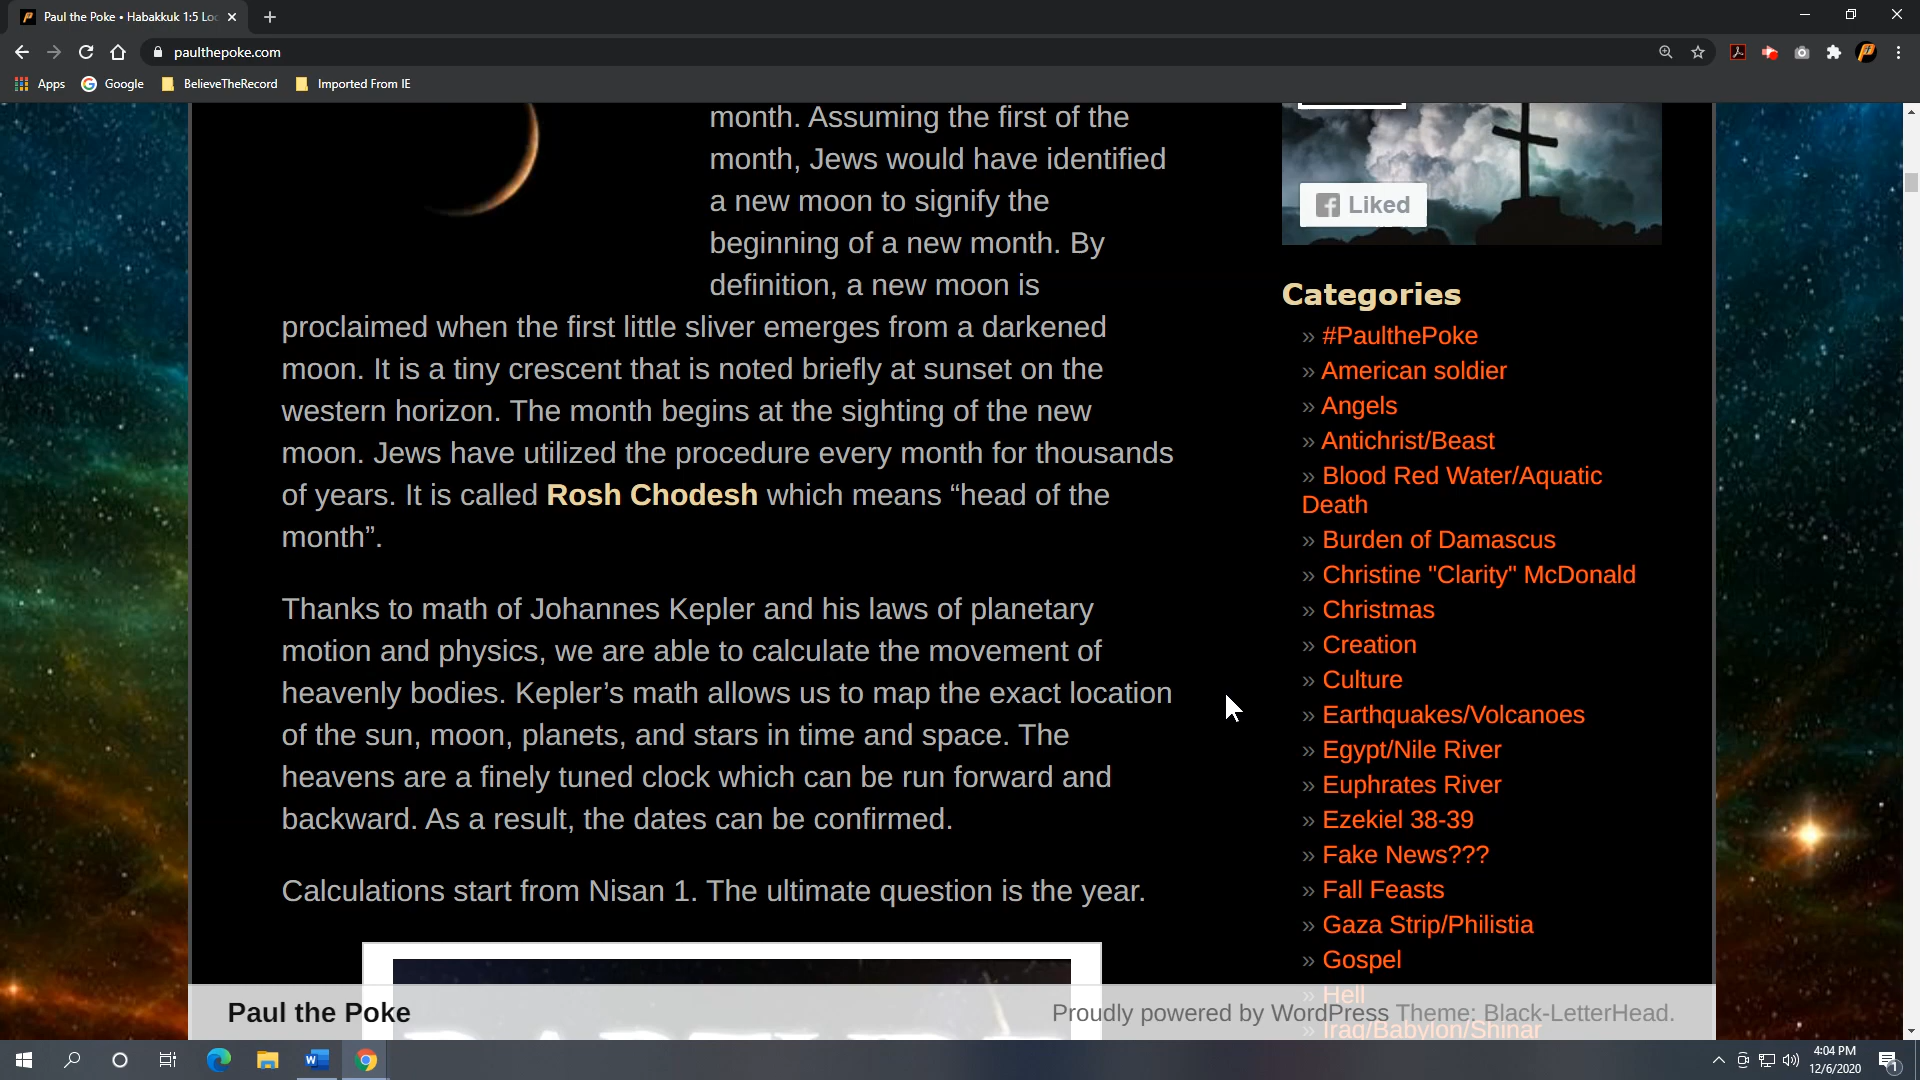 Paul the Poke • Habakkuk 1:5 Loo
paulthepoke.com
Apps
Google
BelieveTheRecord
Imported From IE
month. Assuming the first of the
month, Jews would have identified
a new moon to signify the
beginning of a new month. By
definition, a new moon is
proclaimed when the first little sliver emerges from a darkened
moon. It is a tiny crescent that is noted briefly at sunset on the
western horizon. The month begins at the sighting of the new
moon. Jews have utilized the procedure every month for thousands
of years. It is called Rosh Chodesh which means “head of the
month”.
Thanks to math of Johannes Kepler and his laws of planetary
motion and physics, we are able to calculate the movement of
heavenly bodies. Kepler’s math allows us to map the exact location
of the sun, moon, planets, and stars in time and space. The
heavens are a finely tuned clock which can be run forward and
backward. As a result, the dates can be confirmed.
Calculations start from Nisan 1. The ultimate question is the year.
Liked
Categories
» #PaulthePoke
» American soldier
» Angels
» Antichrist/Beast
» Blood Red Water/Aquatic
Death
» Burden of Damascus
» Christine "Clarity" McDonald
» Christmas
» Creation
» Culture
» Earthquakes/Volcanoes
» Egypt/Nile River
» Euphrates River
» Ezekiel 38-39
» Fake News???
» Fall Feasts
» Gaza Strip/Philistia
» Gospel
» Hell
» Iraq/Babylon/Shinar
Paul the Poke
Proudly powered by WordPress Theme: Black-LetterHead.
4:04 PM
12/6/2020
1